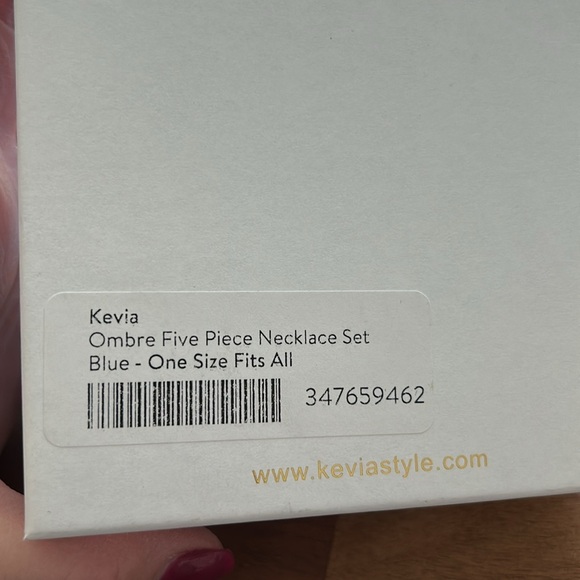 Kevia
Ombre Five Piece Necklace Set
Blue - One Size Fits All
347659462
www.keviastyle.com